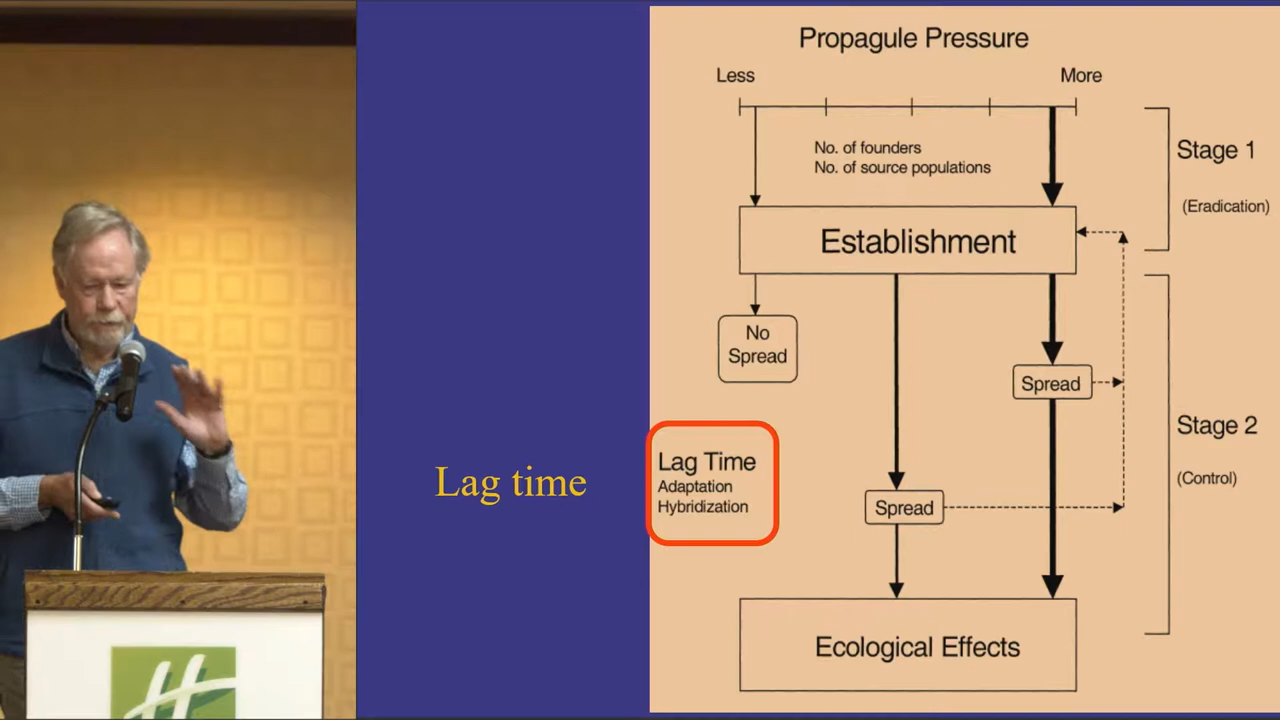 Propagule Pressure
Less
More
No. of founders
No. of source populations
Stage 1
(Eradication)
Establishment
No
Spread
Spread
Stage 2
(Control)
Lag time
Lag Time
Adaptation
Hybridization
Spread
Ecological Effects
H